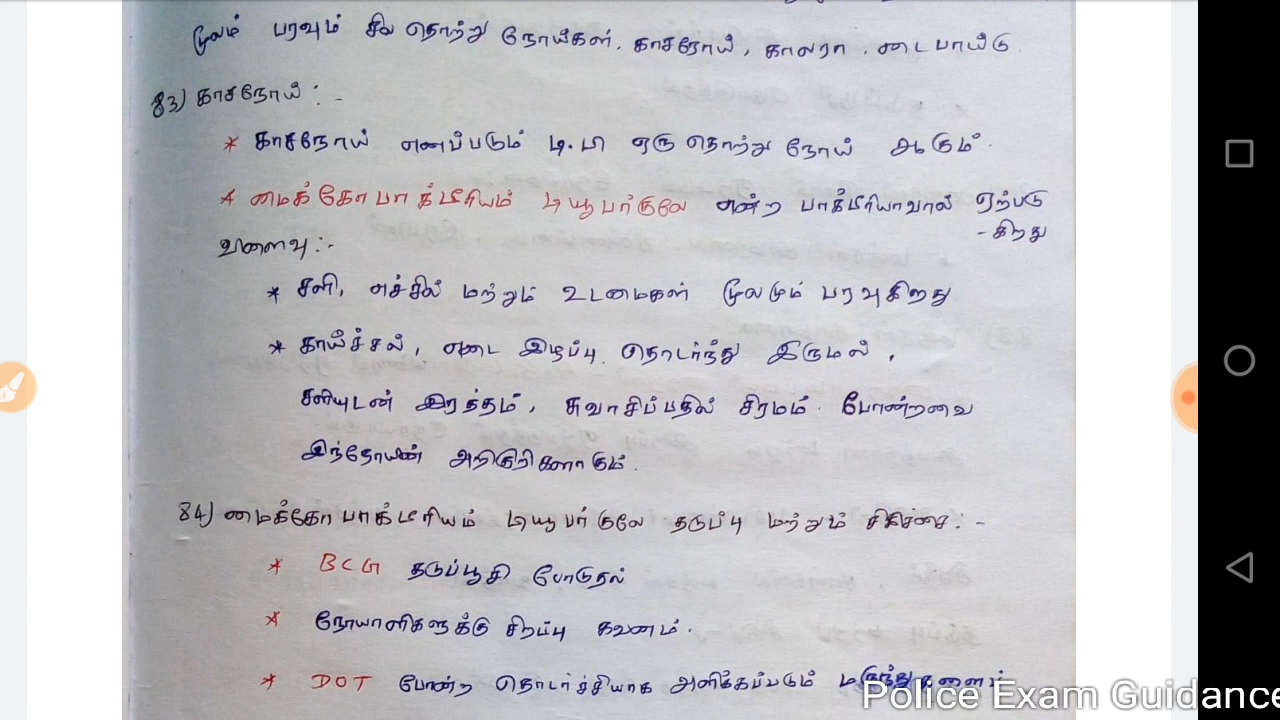 மூலம் பரவும் சில தொற்று நோய்கள். காசநோய், காலரா, டைபாய்டு.
83) காசநோய் :-
* காசநோய் எனப்படும் டி.பி ஒரு தொற்று நோய் ஆகும்.
* மைக்கோபாக்டீரியம் டியூபர்குலே என்ற பாக்டீரியாவால் ஏற்படு
-கிறது
விளைவு :-
* சளி, எச்சில் மற்றும் உடமைகள் மூலமும் பரவுகிறது
* காய்ச்சல், எடை இழப்பு, தொடர்ந்து இருமல்,
சளியுடன் இரத்தம், சுவாசிப்பதில் சிரமம். போன்றவை
இந்நோயின் அறிகுறிகளாகும்.
84) மைக்கோபாக்டீரியம் டியூபர்குலே தடுப்பு மற்றும் சிகிச்சை :-
* BCG தடுப்பூசி போடுதல்
* நோயாளிகளுக்கு சிறப்பு கவனம்.
* DOT போன்ற தொடர்ச்சியாக அளிக்கப்படும் மருந்துகளைப்
Police Exam Guidance